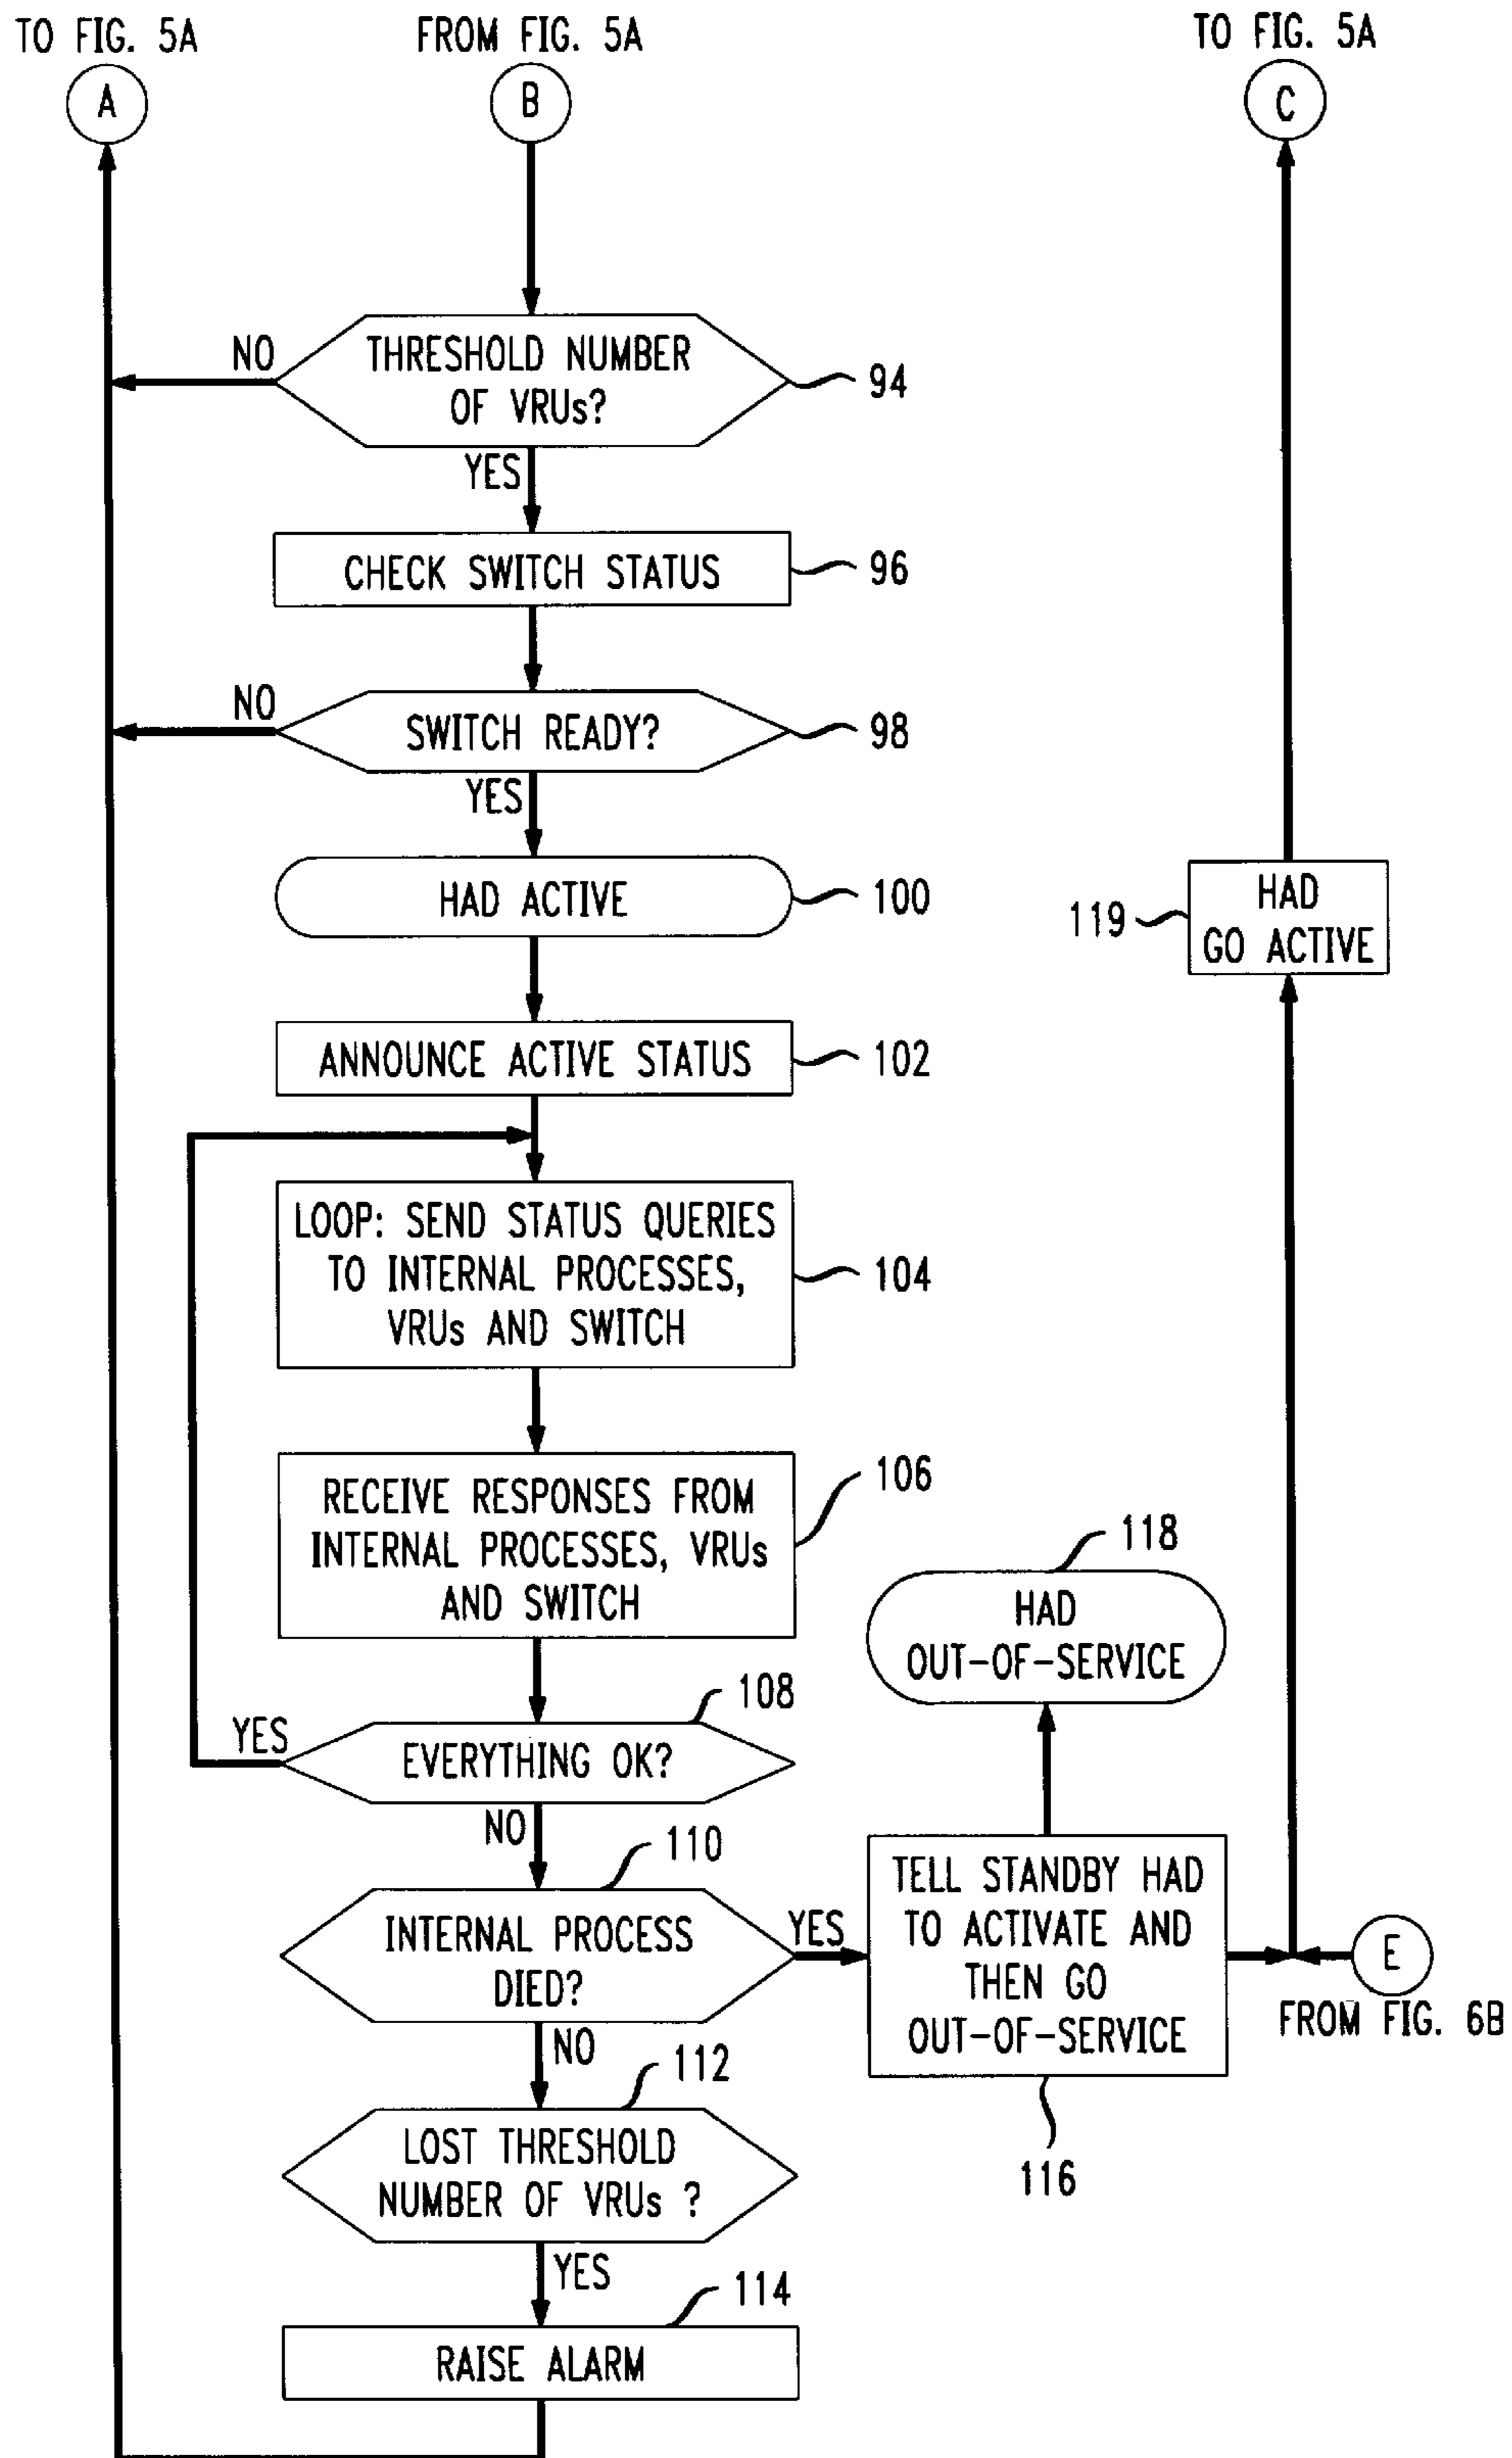 TO FIG. 5A
FROM FIG. 5A
TO FIG. 5A
A
B
C
NO
THRESHOLD NUMBER
OF VRUs?
94
YES
CHECK SWITCH STATUS
96
NO
SWITCH READY?
98
YES
HAD ACTIVE
100
119
HAD
GO ACTIVE
ANNOUNCE ACTIVE STATUS
102
LOOP: SEND STATUS QUERIES
TO INTERNAL PROCESSES,
VRUs AND SWITCH
104
RECEIVE RESPONSES FROM
INTERNAL PROCESSES, VRUs
AND SWITCH
106
118
HAD
OUT-OF-SERVICE
108
YES
EVERYTHING OK?
NO
110
INTERNAL PROCESS
DIED?
YES
TELL STANDBY HAD
TO ACTIVATE AND
THEN GO
OUT-OF-SERVICE
E
FROM FIG. 6B
NO
112
116
LOST THRESHOLD
NUMBER OF VRUs ?
YES
114
RAISE ALARM